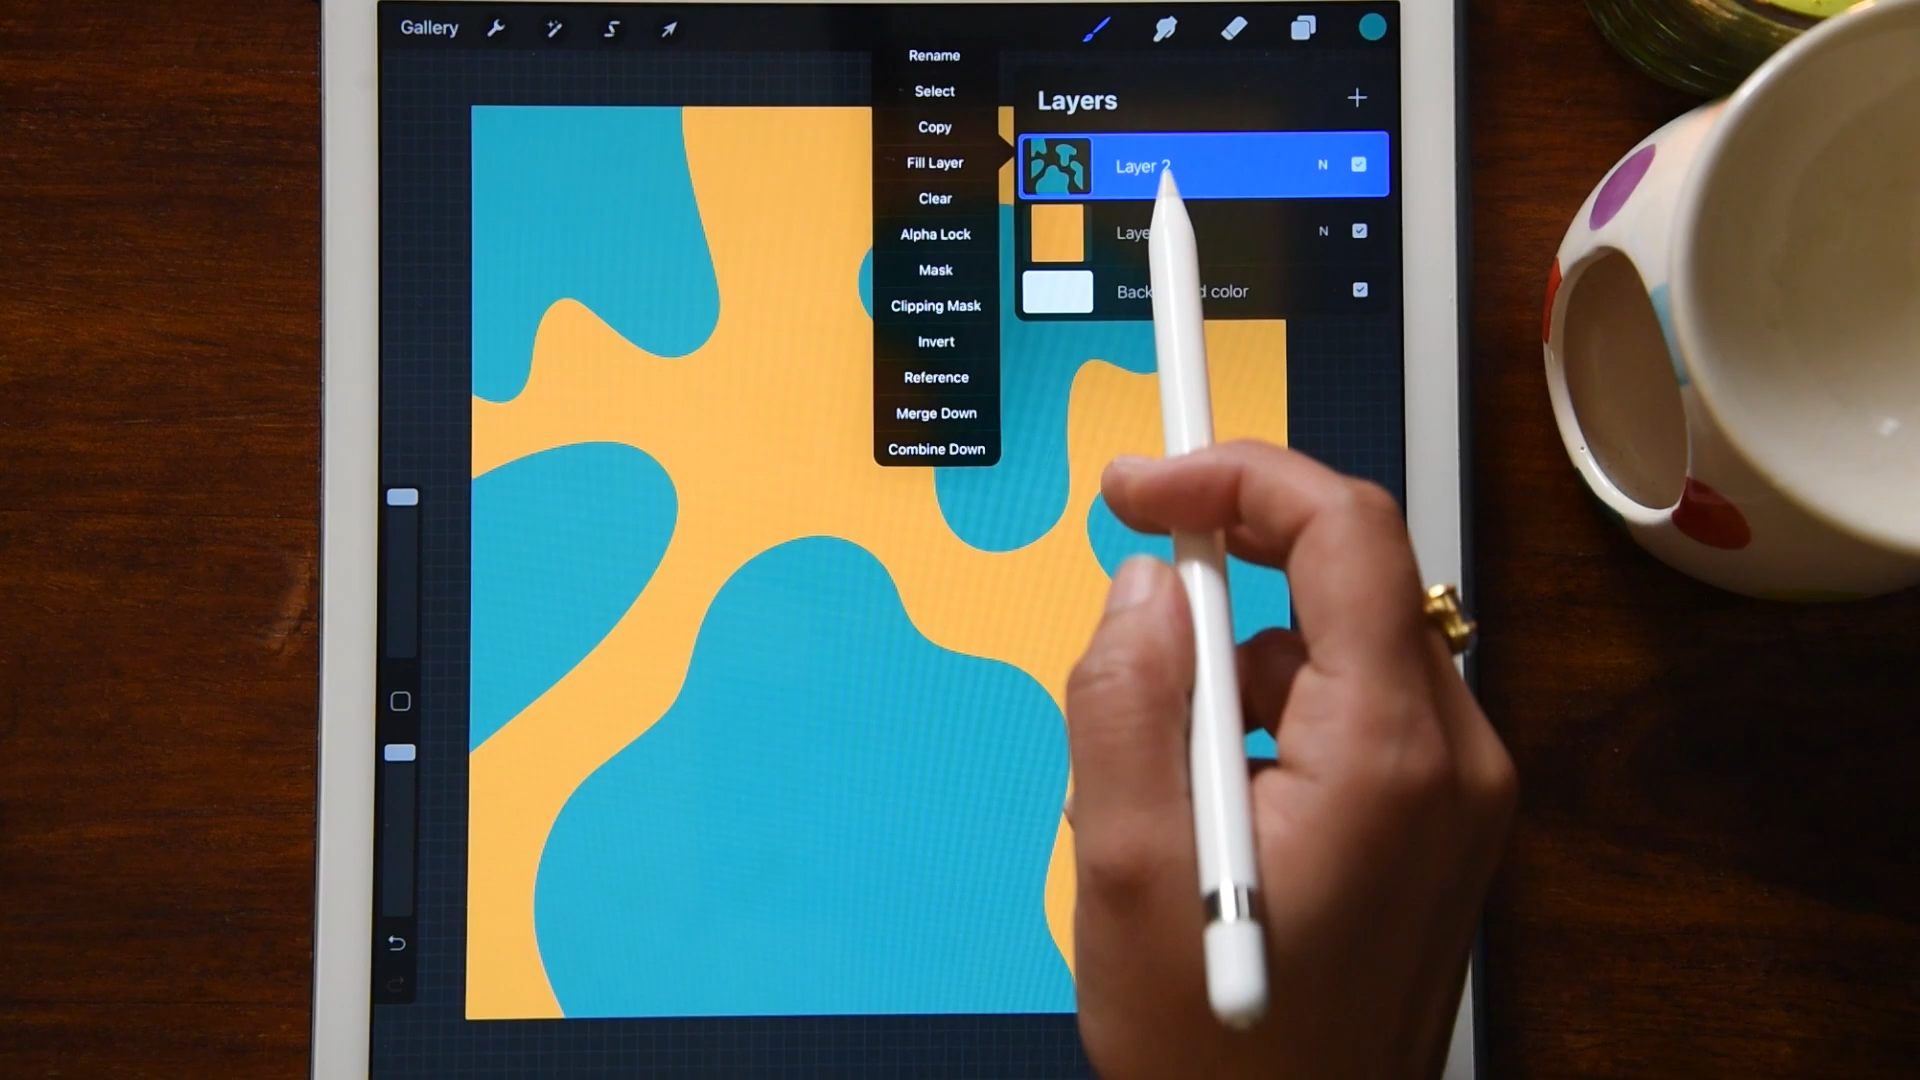 Gallery
Rename
Select
Copy
Fill Layer
Clear
Alpha Lock
Mask
Clipping Mask
Invert
Reference
Merge Down
Combine Down
Layers
Layer 2
N
N
color